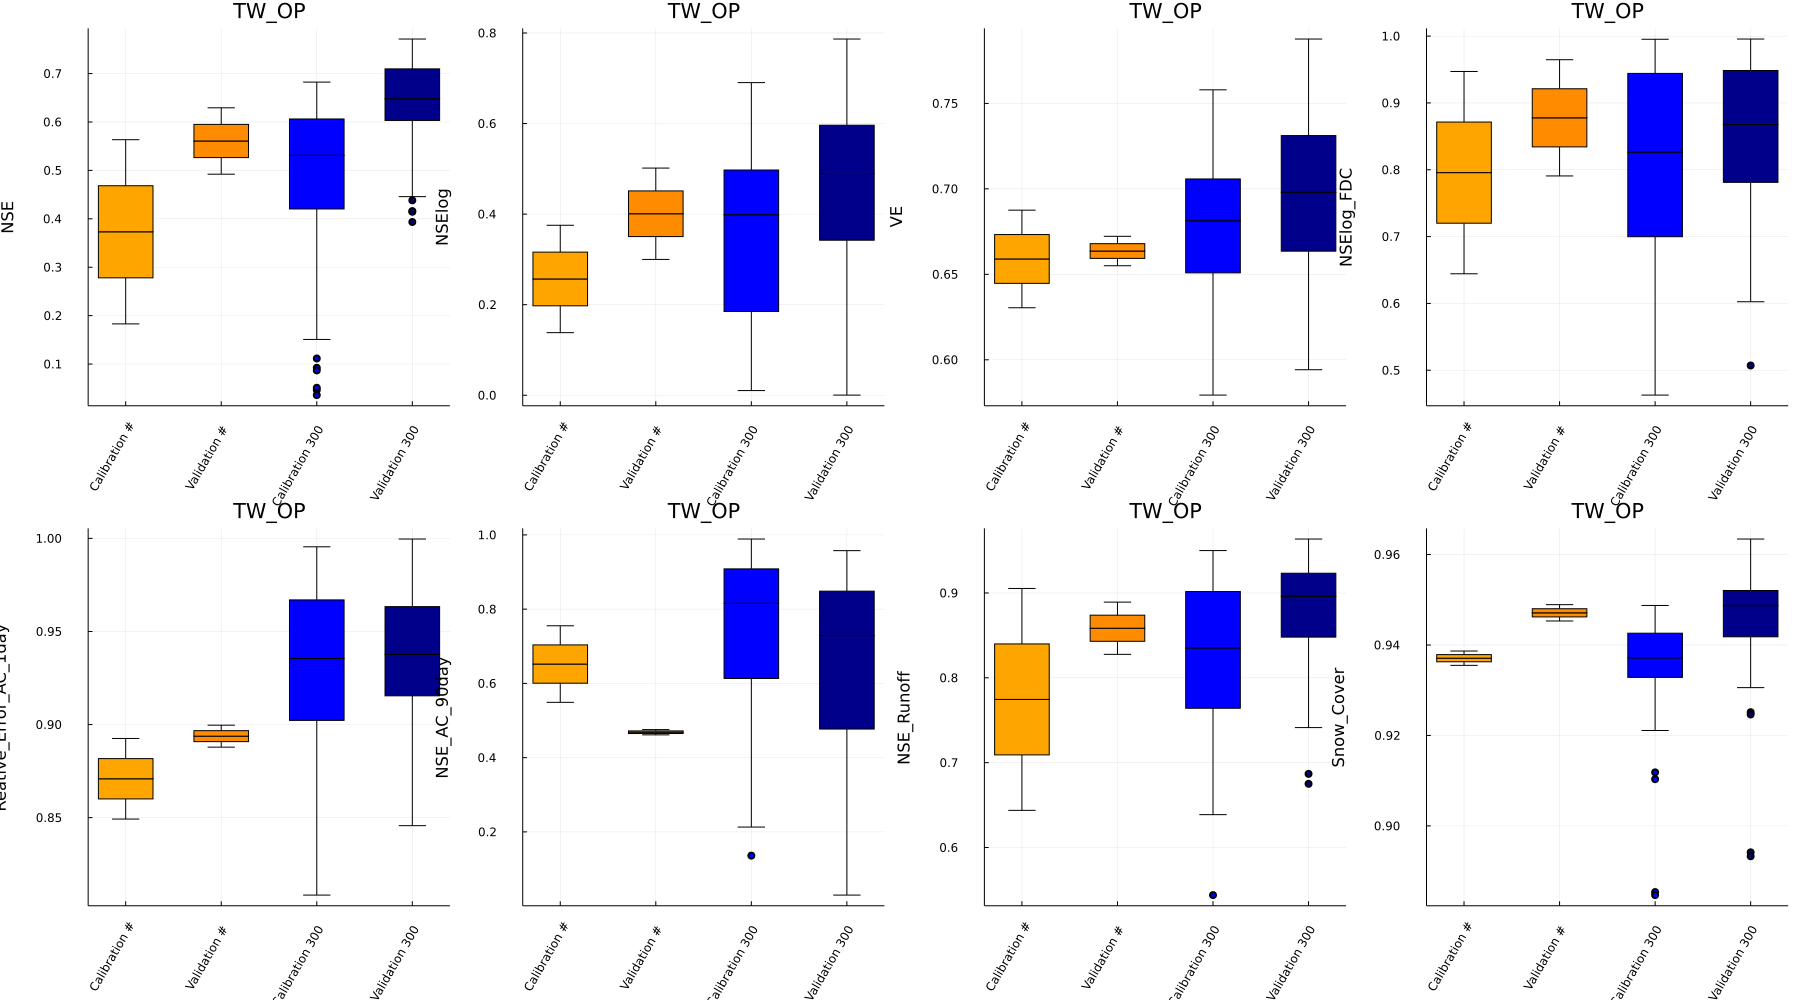 TW_OP
NSE
0.7
0.6
0.5
0.4
0.3
0.2
0.1
Calibration #
Validation #
Calibration 300
Validation 300
TW_OP
NSElog
0.8
0.6
0.4
0.2
0.0
Calibration #
Validation #
Calibration 300
Validation 300
TW_OP
VE
0.75
0.70
0.65
0.60
Calibration #
Validation #
Calibration 300
Validation 300
TW_OP
NSElog_FDC
1.0
0.9
0.8
0.7
0.6
0.5
Calibration #
Validation #
Calibration 300
Validation 300
TW_OP
Reative_Error_AC_1day
1.00
0.95
0.90
0.85
Calibration #
Validation #
Calibration 300
Validation 300
TW_OP
NSE_AC_90day
1.0
0.8
0.6
0.4
0.2
Calibration #
Validation #
Calibration 300
Validation 300
TW_OP
NSE_Runoff
0.9
0.8
0.7
0.6
Calibration #
Validation #
Calibration 300
Validation 300
TW_OP
Snow_Cover
0.96
0.94
0.92
0.90
Calibration #
Validation #
Calibration 300
Validation 300